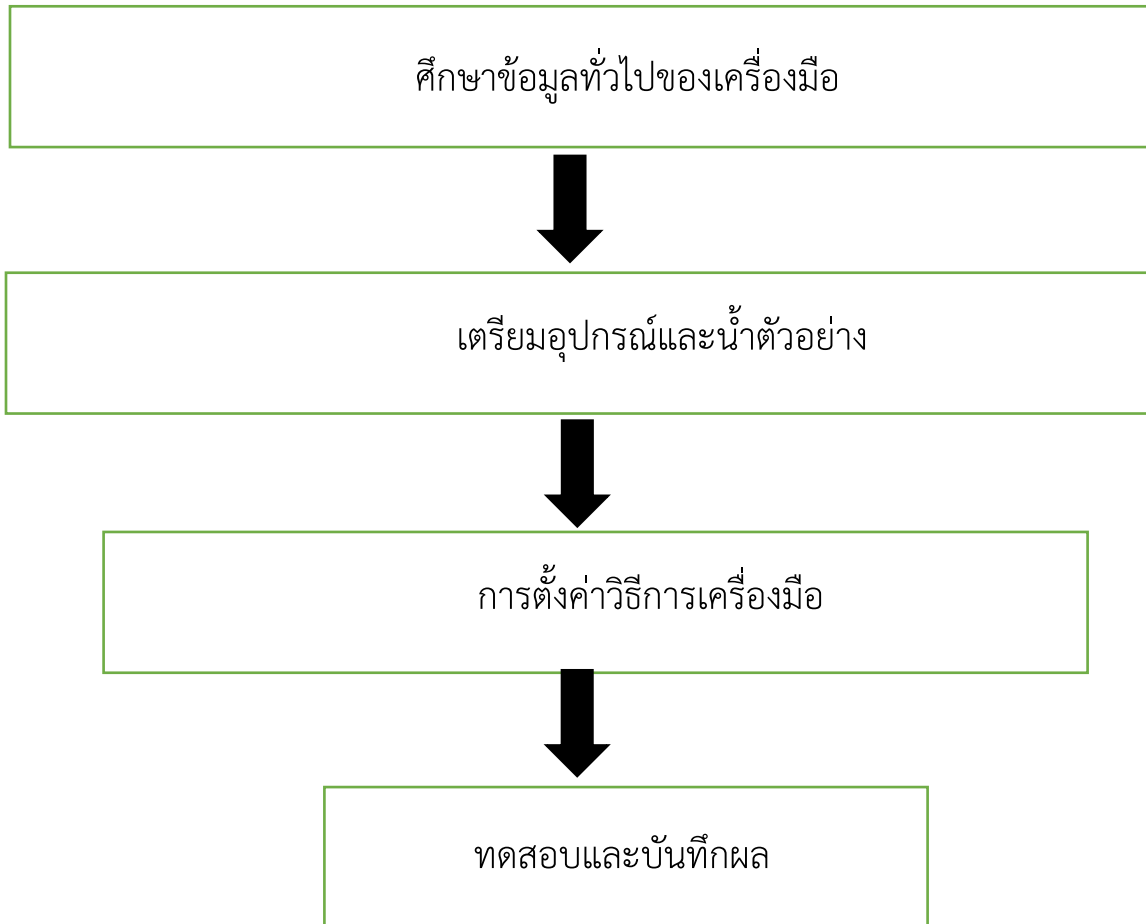 ศึกษาข้อมูลทั่วไปของเครื่องมือ
เตรียมอุปกรณ์และน้ำตัวอย่าง
การตั้งค่าวิธีการเครื่องมือ
ทดสอบและบันทึกผล